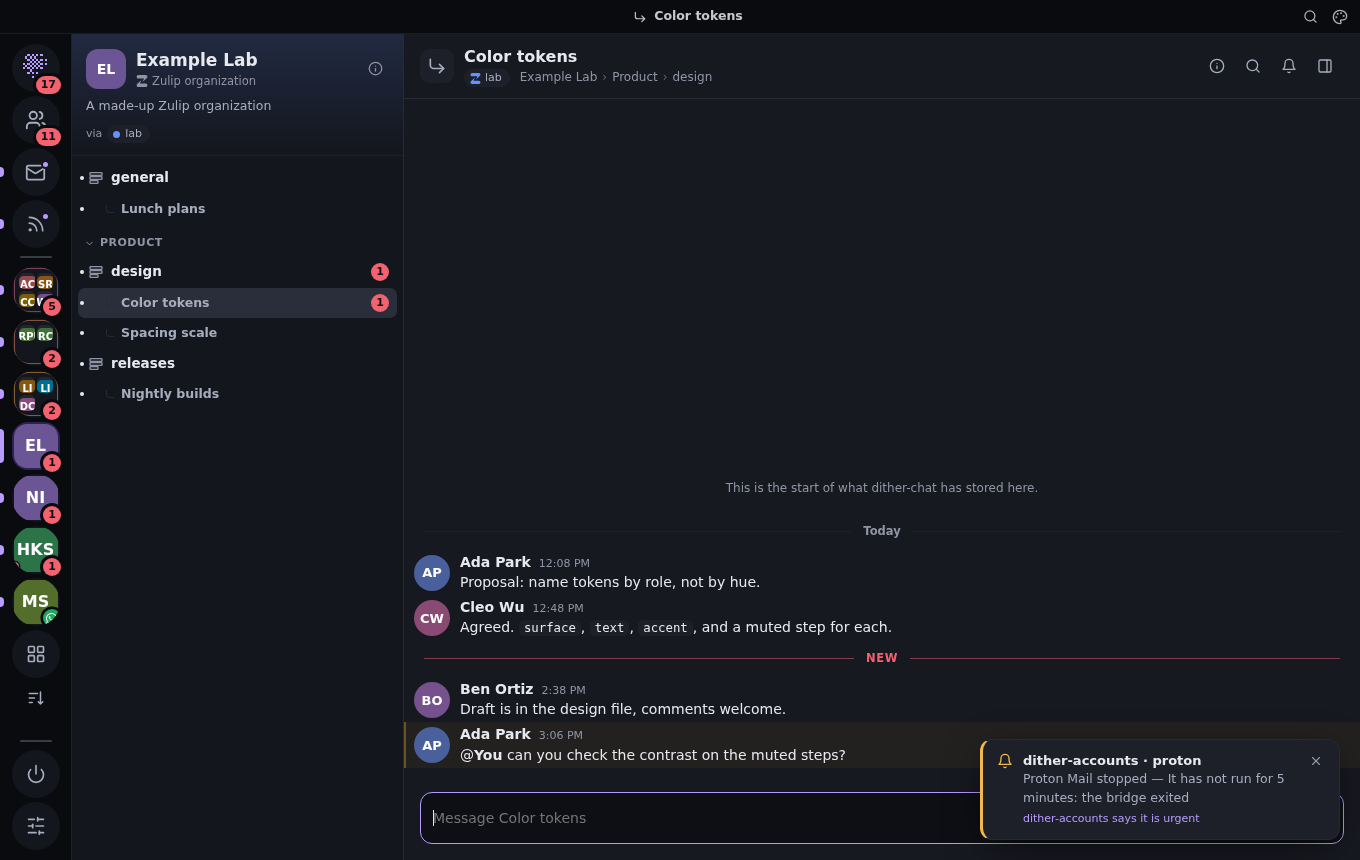 Color tokens
17
11
5
2
2
EL
1
NI
1
HKS
1
MS
AC SR
CC
RP RC
LI LI
DC
EL
Example Lab
Zulip organization
A made-up Zulip organization
via lab
general
Lunch plans
PRODUCT
design 1
Color tokens 1
Spacing scale
releases
Nightly builds
Color tokens
lab Example Lab › Product › design
This is the start of what dither-chat has stored here.
Today
AP
Ada Park 12:08 PM
Proposal: name tokens by role, not by hue.
CW
Cleo Wu 12:48 PM
Agreed. surface, text, accent, and a muted step for each.
NEW
BO
Ben Ortiz 2:38 PM
Draft is in the design file, comments welcome.
AP
Ada Park 3:06 PM
@You can you check the contrast on the muted steps?
Message Color tokens
dither-accounts · proton
Proton Mail stopped — It has not run for 5
minutes: the bridge exited
dither-accounts says it is urgent